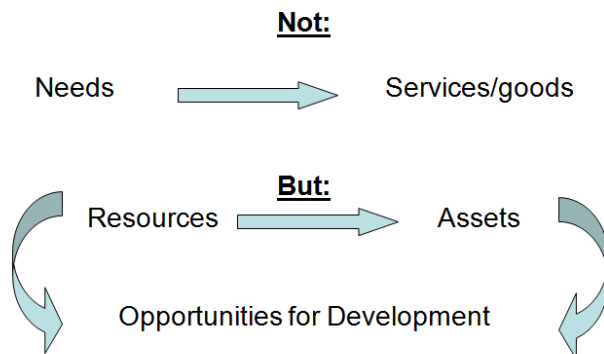 Not:
Needs Services/goods
But:
Resources Assets
Opportunities for Development